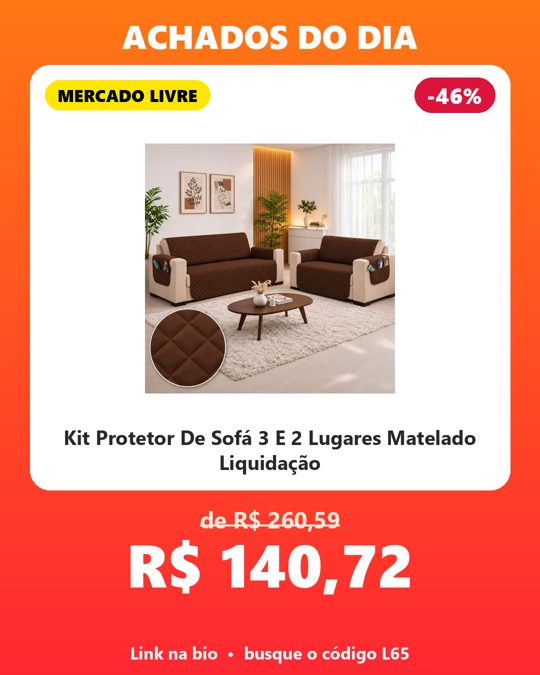 ACHADOS DO DIA
MERCADO LIVRE
-46%
Kit Protetor De Sofá 3 E 2 Lugares Matelado
Liquidação
de R$ 260,59
R$ 140,72
Link na bio • busque o código L65